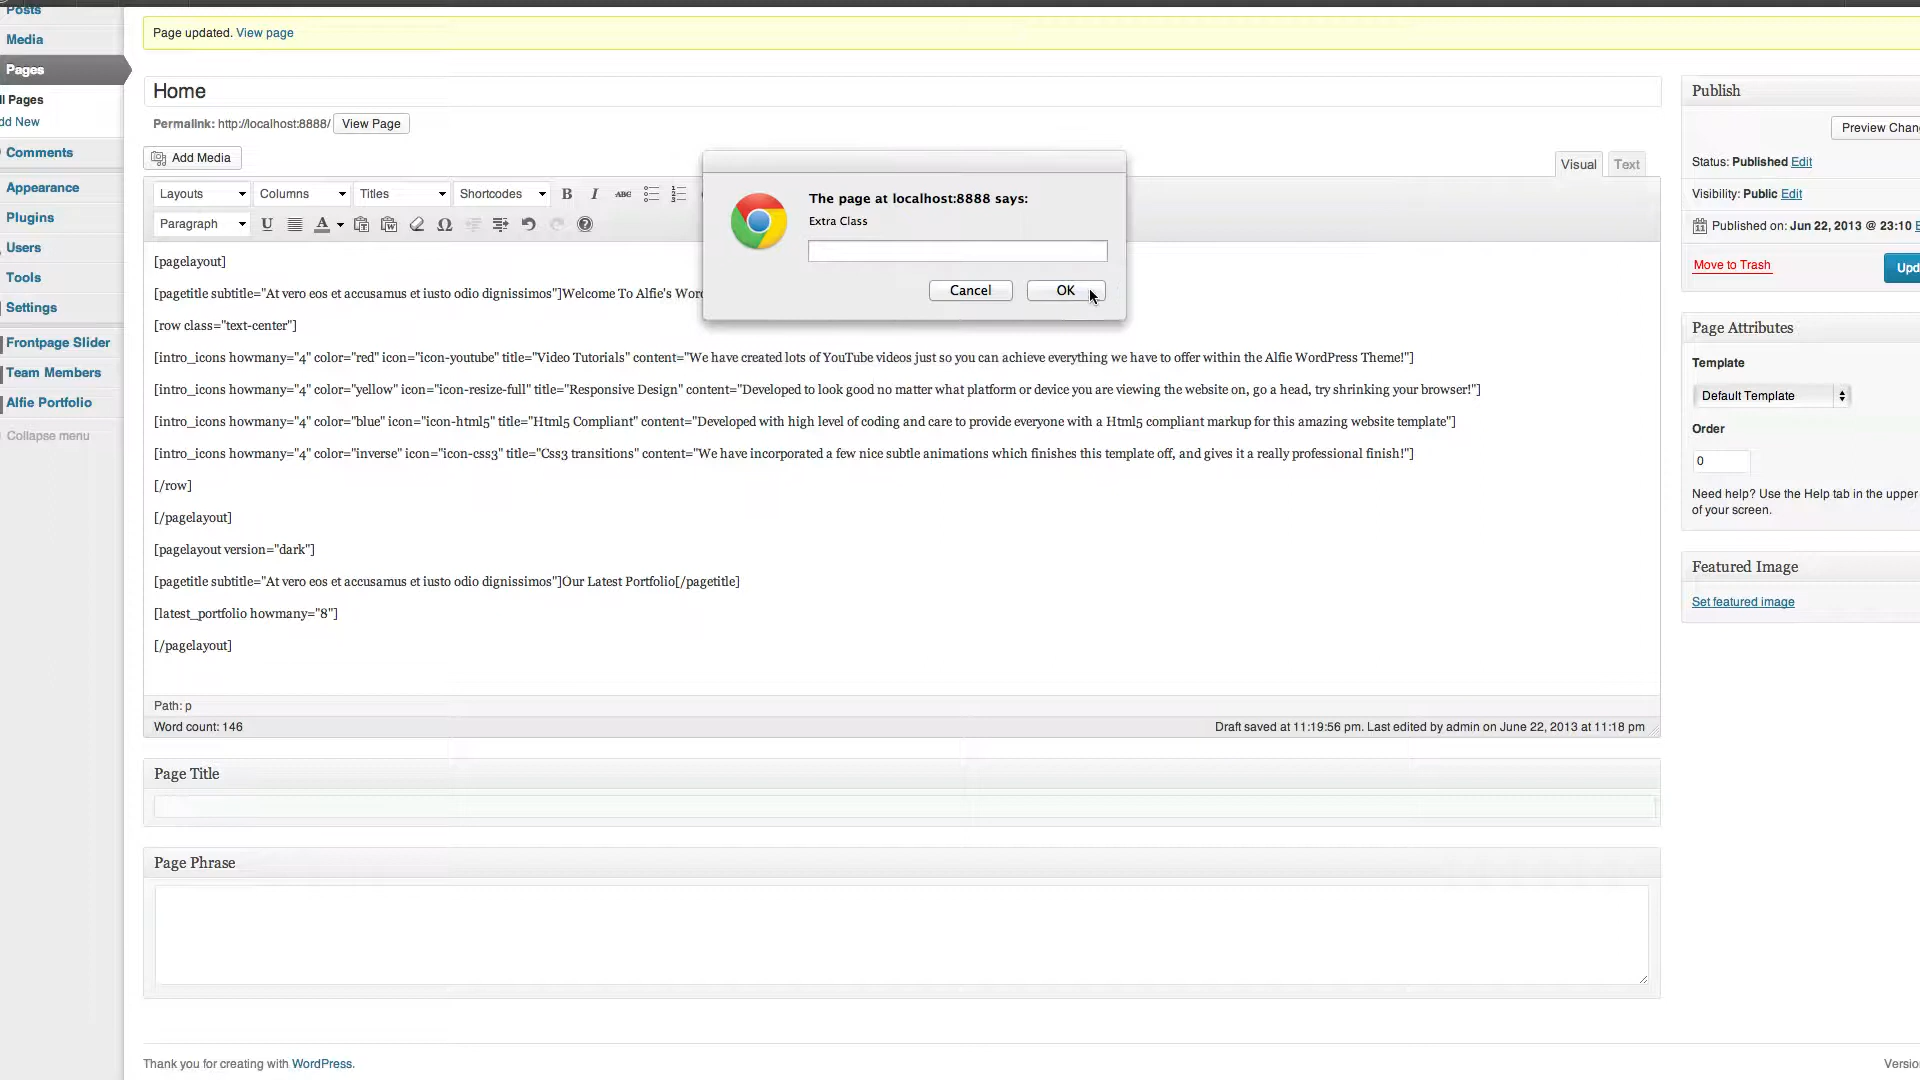 Posts
Media
Pages
ll Pages
dd New
Comments
Appearance
Plugins
Users
Tools
Settings
Frontpage Slider
Team Members
Alfie Portfolio
Collapse menu
Page updated. View page
Home
Permalink: http://localhost:8888/ View Page
Add Media
Visual Text
Layouts Columns Titles Shortcodes B I ABC
Paragraph U A Ω ?
The page at localhost:8888 says:
Extra Class
Cancel OK
[pagelayout]
[pagetitle subtitle="At vero eos et accusamus et iusto odio dignissimos"]Welcome To Alfie's Word
[row class="text-center"]
[intro_icons howmany="4" color="red" icon="icon-youtube" title="Video Tutorials" content="We have created lots of YouTube videos just so you can achieve everything we have to offer within the Alfie WordPress Theme!"]
[intro_icons howmany="4" color="yellow" icon="icon-resize-full" title="Responsive Design" content="Developed to look good no matter what platform or device you are viewing the website on, go a head, try shrinking your browser!"]
[intro_icons howmany="4" color="blue" icon="icon-html5" title="Html5 Compliant" content="Developed with high level of coding and care to provide everyone with a Html5 compliant markup for this amazing website template"]
[intro_icons howmany="4" color="inverse" icon="icon-css3" title="Css3 transitions" content="We have incorporated a few nice subtle animations which finishes this template off, and gives it a really professional finish!"]
[/row]
[/pagelayout]
[pagelayout version="dark"]
[pagetitle subtitle="At vero eos et accusamus et iusto odio dignissimos"]Our Latest Portfolio[/pagetitle]
[latest_portfolio howmany="8"]
[/pagelayout]
Path: p
Word count: 146
Draft saved at 11:19:56 pm. Last edited by admin on June 22, 2013 at 11:18 pm
Page Title
Page Phrase
Thank you for creating with WordPress.
Publish
Preview Chan
Status: Published Edit
Visibility: Public Edit
11 Published on: Jun 22, 2013 @ 23:10 E
Move to Trash
Upd
Page Attributes
Template
Default Template
Order
0
Need help? Use the Help tab in the upper
of your screen.
Featured Image
Set featured image
Versio